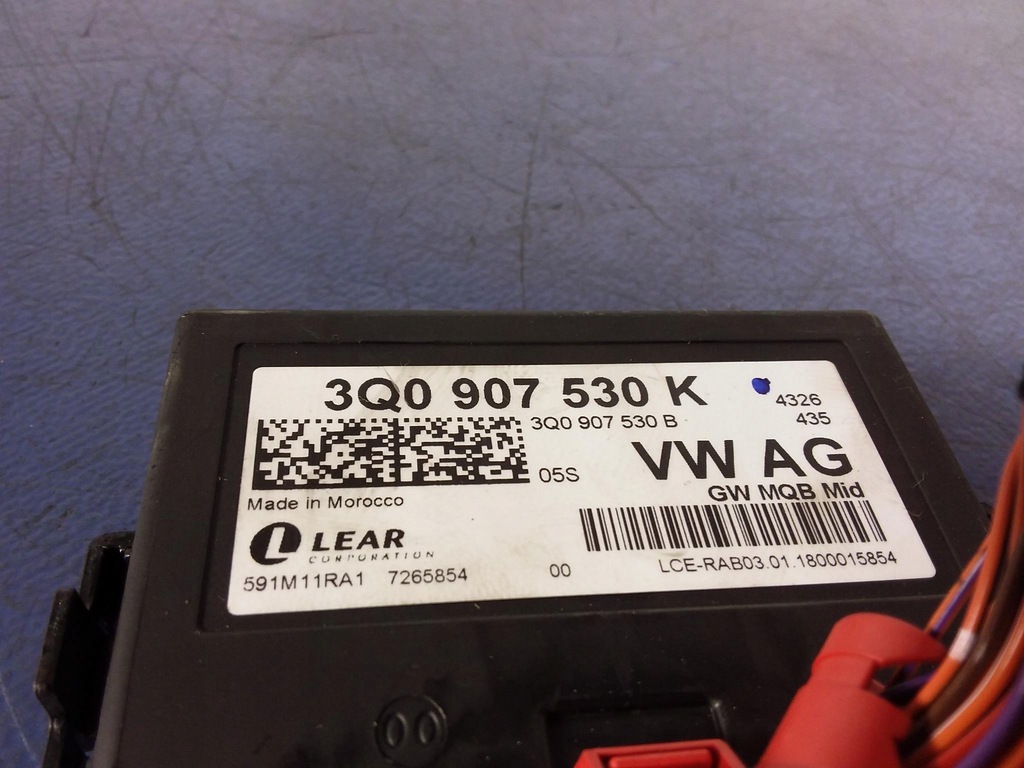 3Q0 907 530 K
4326
435
3Q0 907 530 B
05S
VW AG
GW MQB Mid
Made in Morocco
L LEAR
CORPORATION
591M11RA1 7265854 00
LCE-RAB03.01.1800015854
00